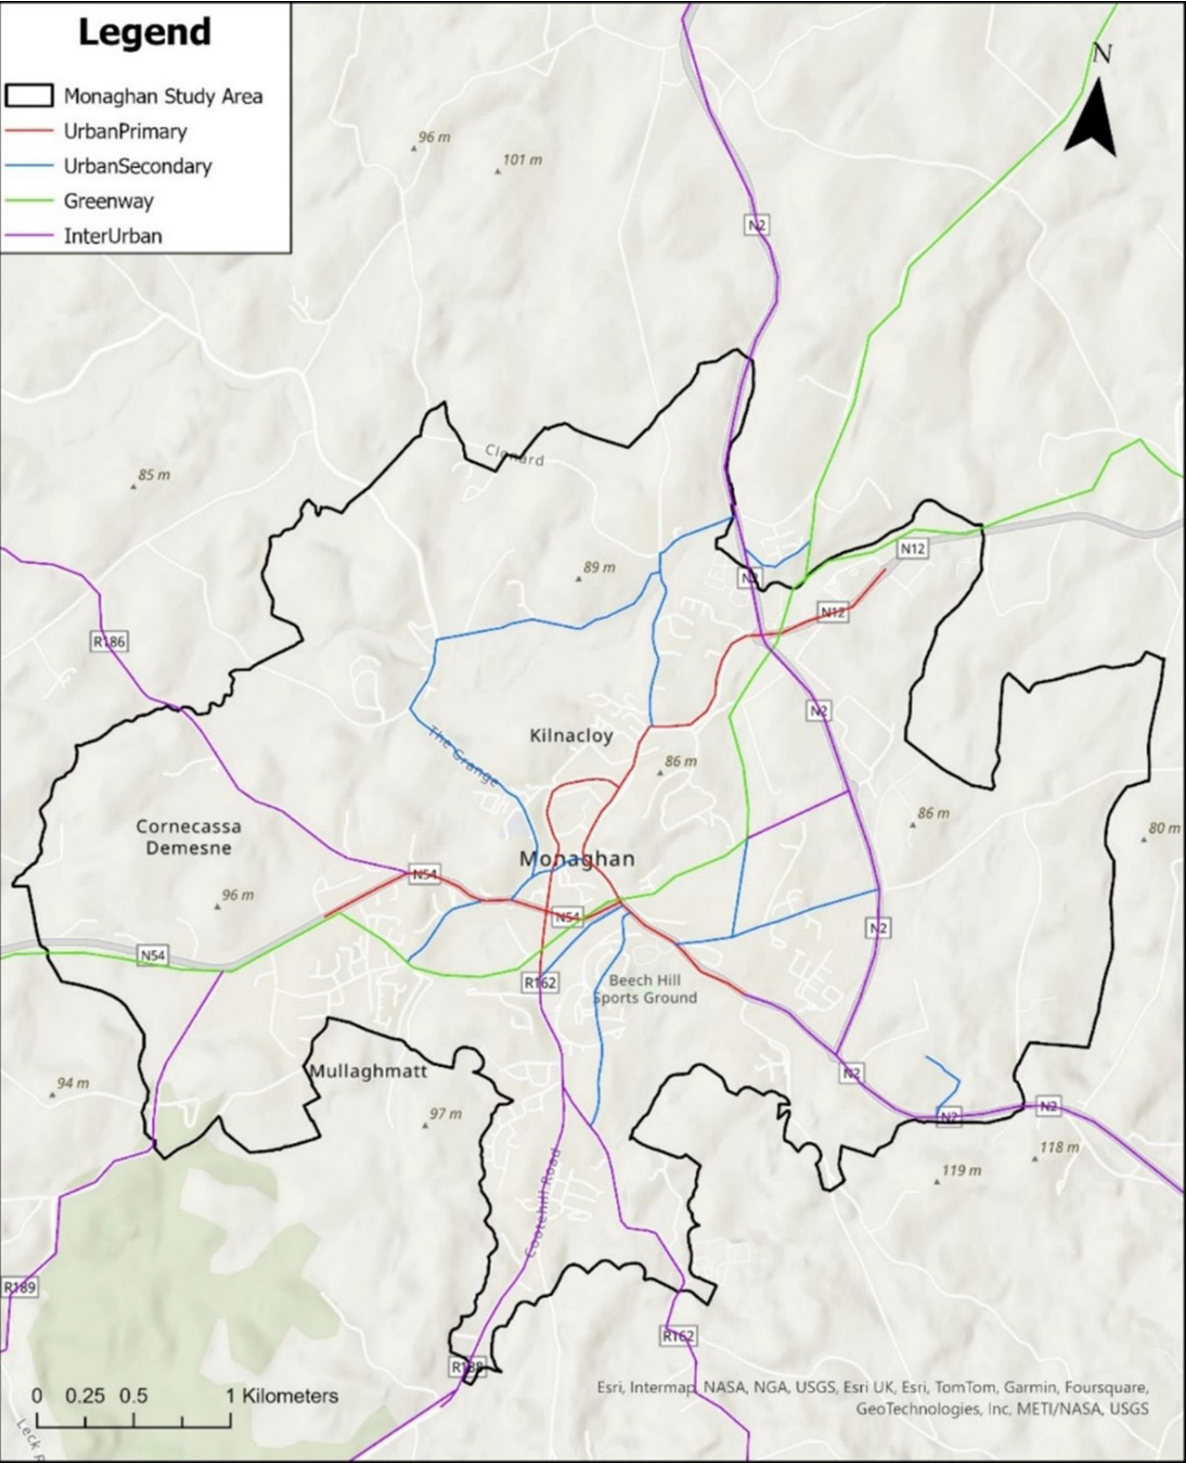 Legend
Monaghan Study Area
UrbanPrimary
UrbanSecondary
Greenway
InterUrban
N
96 m
101 m
N2
Clonard
85 m
N12
89 m
N2
N12
R186
N2
The Grange
Kilnacloy
86 m
86 m
80 m
Cornecassa
Demesne
Monaghan
N54
96 m
N54
N2
N54
R162
Beech Hill
Sports Ground
Mullaghmatt
94 m
97 m
N2
N2
N2
118 m
119 m
Cootehill Road
R189
R162
R188
0 0.25 0.5 1 Kilometers
Esri, Intermap, NASA, NGA, USGS, Esri UK, Esri, TomTom, Garmin, Foursquare,
GeoTechnologies, Inc, METI/NASA, USGS
Leck